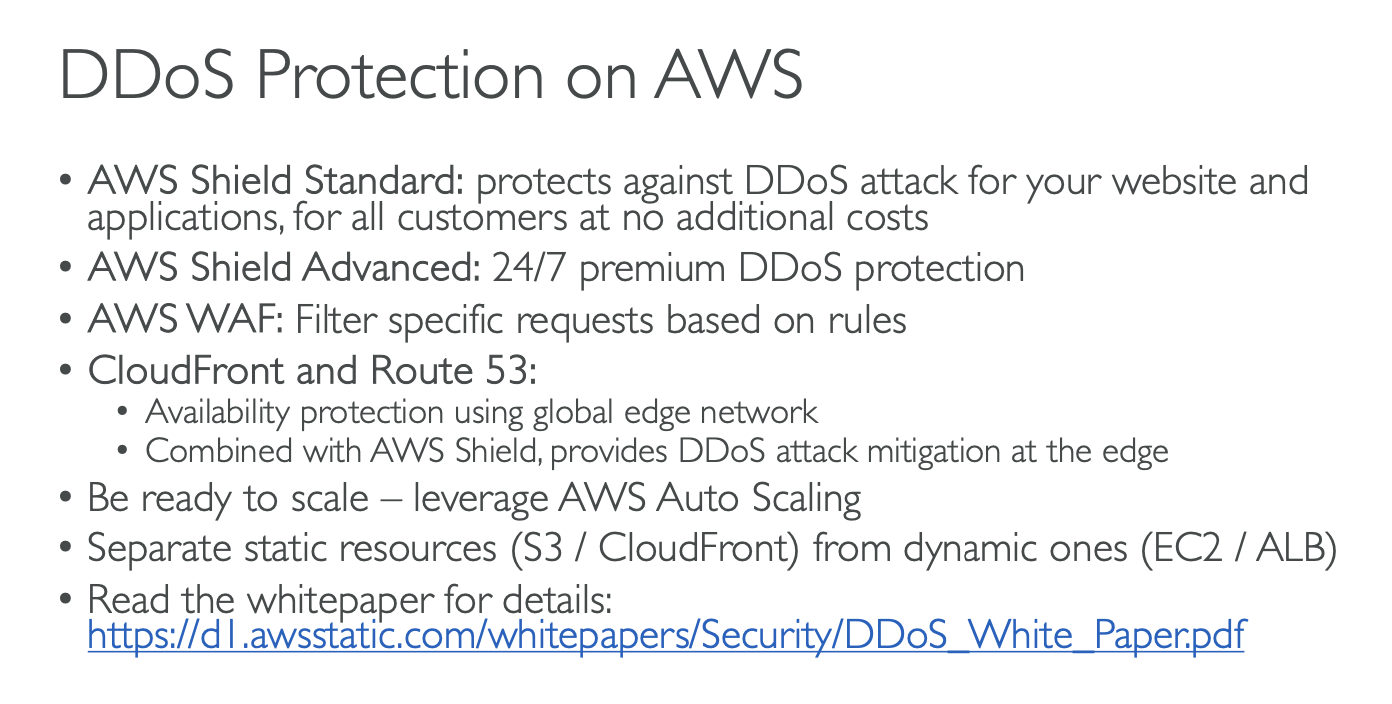 DDoS Protection on AWS
• AWS Shield Standard: protects against DDoS attack for your website and
applications, for all customers at no additional costs
• AWS Shield Advanced: 24/7 premium DDoS protection
• AWS WAF: Filter specific requests based on rules
• CloudFront and Route 53:
• Availability protection using global edge network
• Combined with AWS Shield, provides DDoS attack mitigation at the edge
• Be ready to scale – leverage AWS Auto Scaling
• Separate static resources (S3 / CloudFront) from dynamic ones (EC2 / ALB)
• Read the whitepaper for details:
https://d1.awsstatic.com/whitepapers/Security/DDoS_White_Paper.pdf